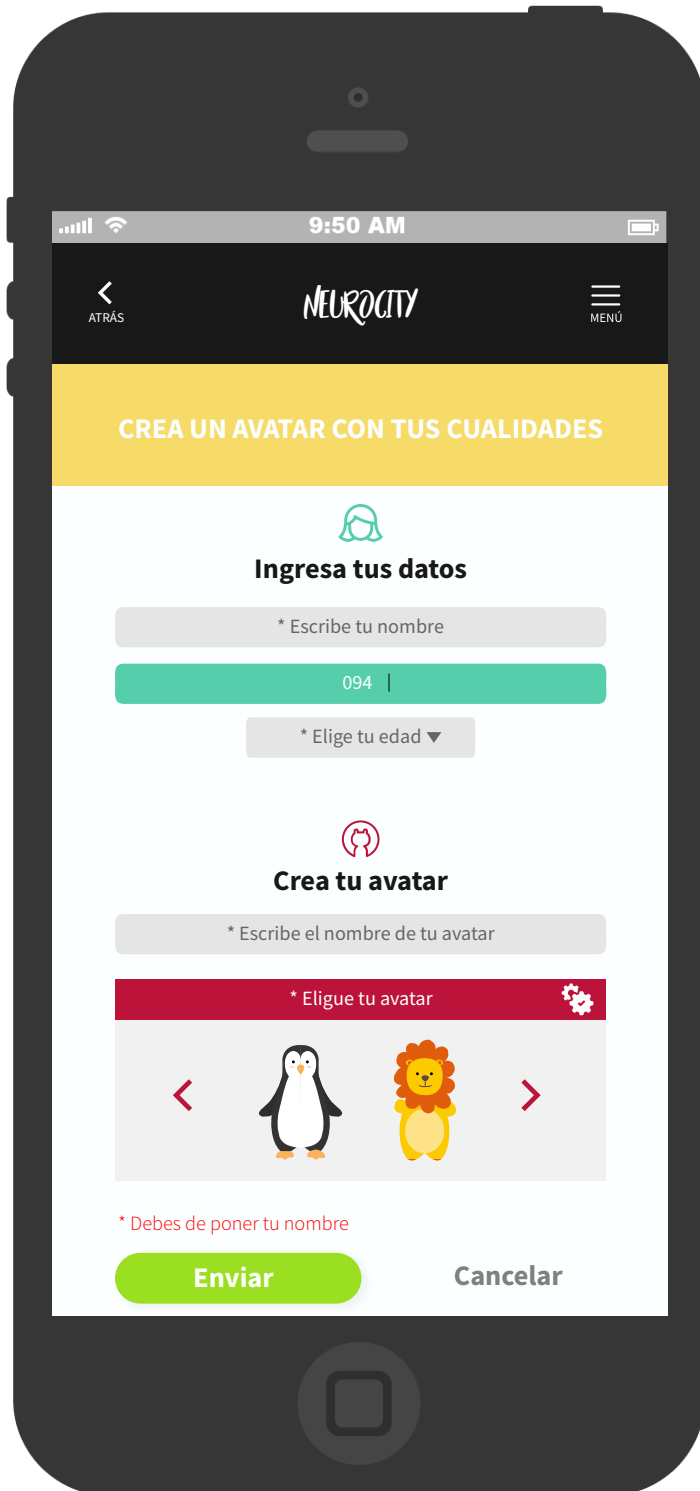 9:50 AM
ATRÁS
NEUROCITY
MENÚ
CREA UN AVATAR CON TUS CUALIDADES
Ingresa tus datos
* Escribe tu nombre
094
* Elige tu edad
Crea tu avatar
* Escribe el nombre de tu avatar
* Eligue tu avatar
* Debes de poner tu nombre
Enviar
Cancelar